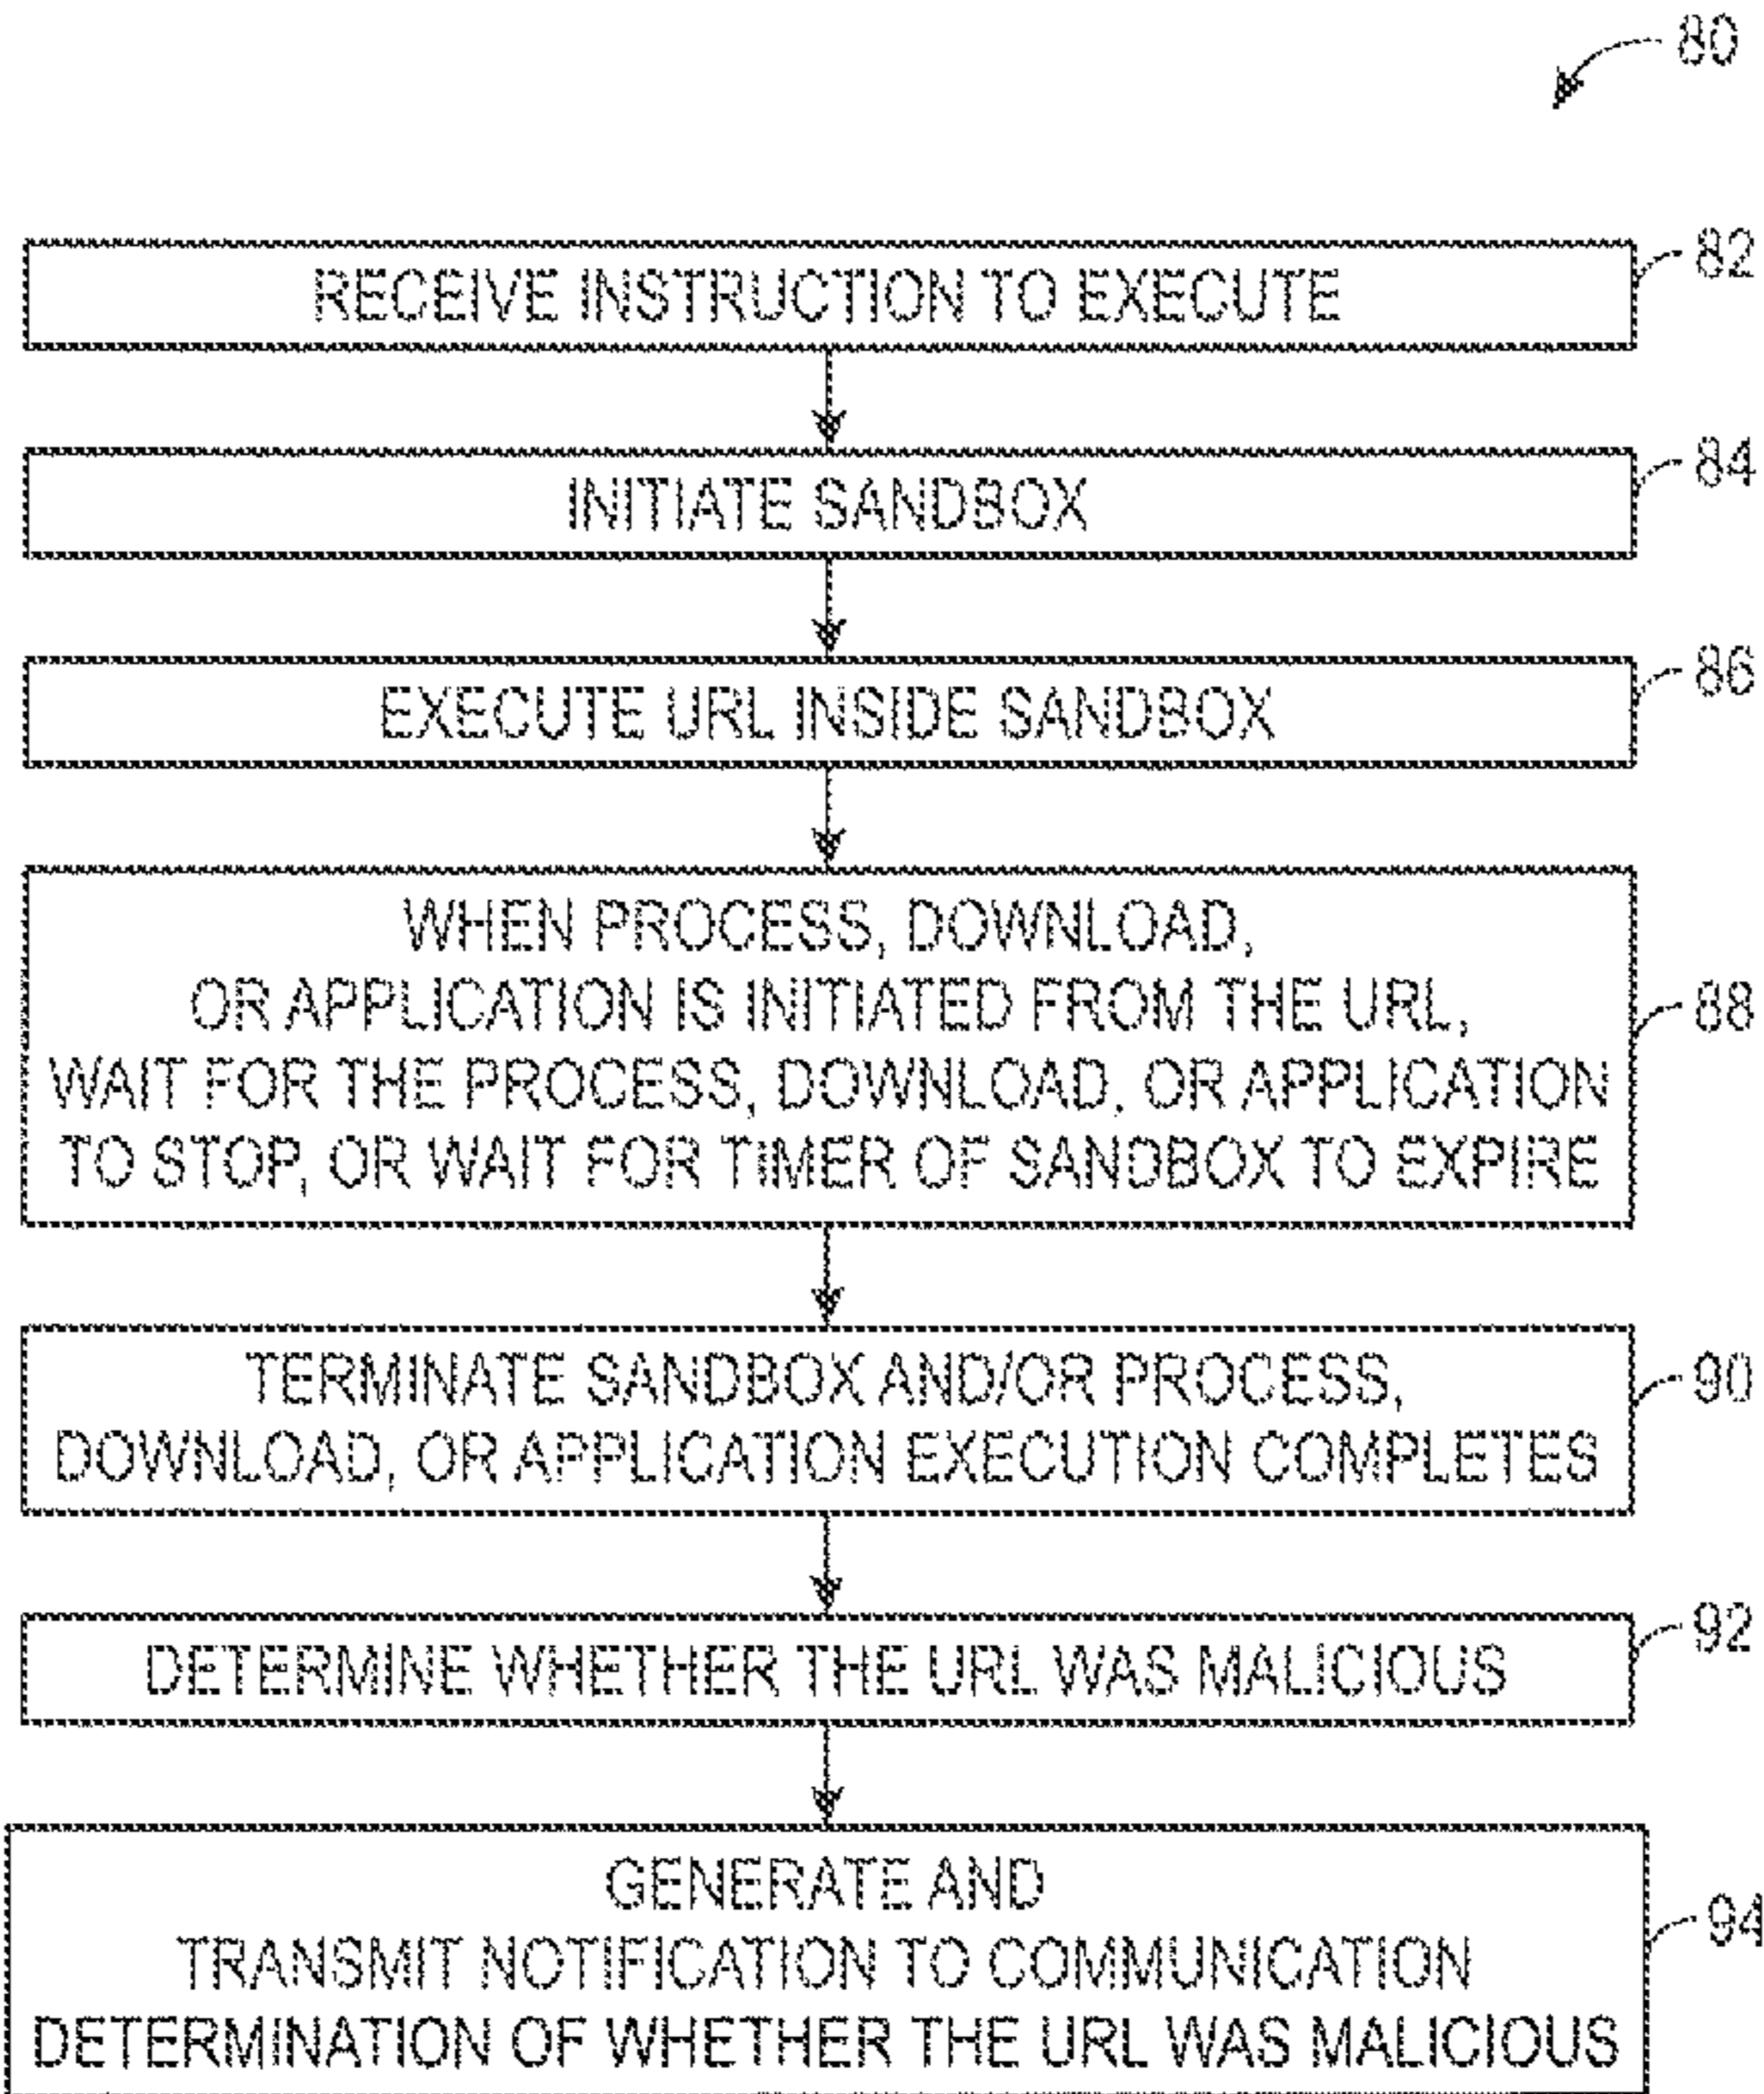 80
RECEIVE INSTRUCTION TO EXECUTE
82
INITIATE SANDBOX
84
EXECUTE URL INSIDE SANDBOX
86
WHEN PROCESS, DOWNLOAD,
OR APPLICATION IS INITIATED FROM THE URL,
WAIT FOR THE PROCESS, DOWNLOAD, OR APPLICATION
TO STOP, OR WAIT FOR TIMER OF SANDBOX TO EXPIRE
88
TERMINATE SANDBOX AND/OR PROCESS,
DOWNLOAD, OR APPLICATION EXECUTION COMPLETES
90
DETERMINE WHETHER THE URL WAS MALICIOUS
92
GENERATE AND
TRANSMIT NOTIFICATION TO COMMUNICATION
DETERMINATION OF WHETHER THE URL WAS MALICIOUS
94